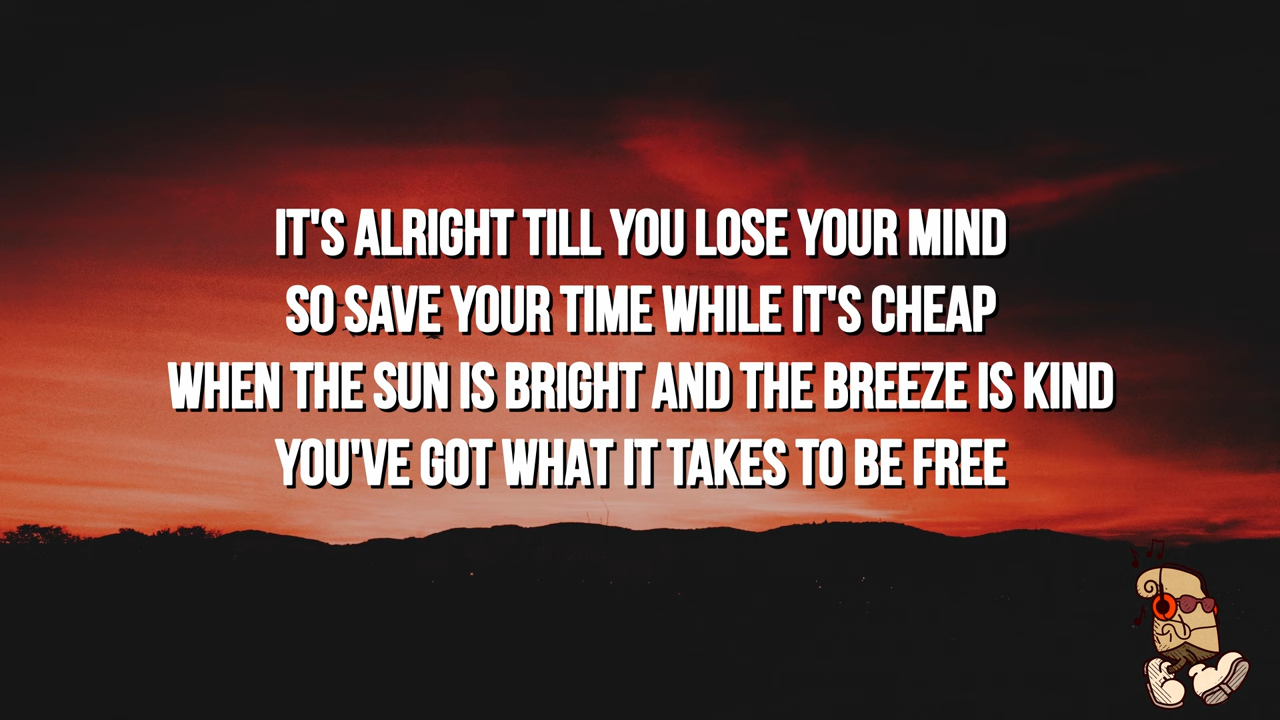 IT'S ALRIGHT TILL YOU LOSE YOUR MIND
SO SAVE YOUR TIME WHILE IT'S CHEAP
WHEN THE SUN IS BRIGHT AND THE BREEZE IS KIND
YOU'VE GOT WHAT IT TAKES TO BE FREE